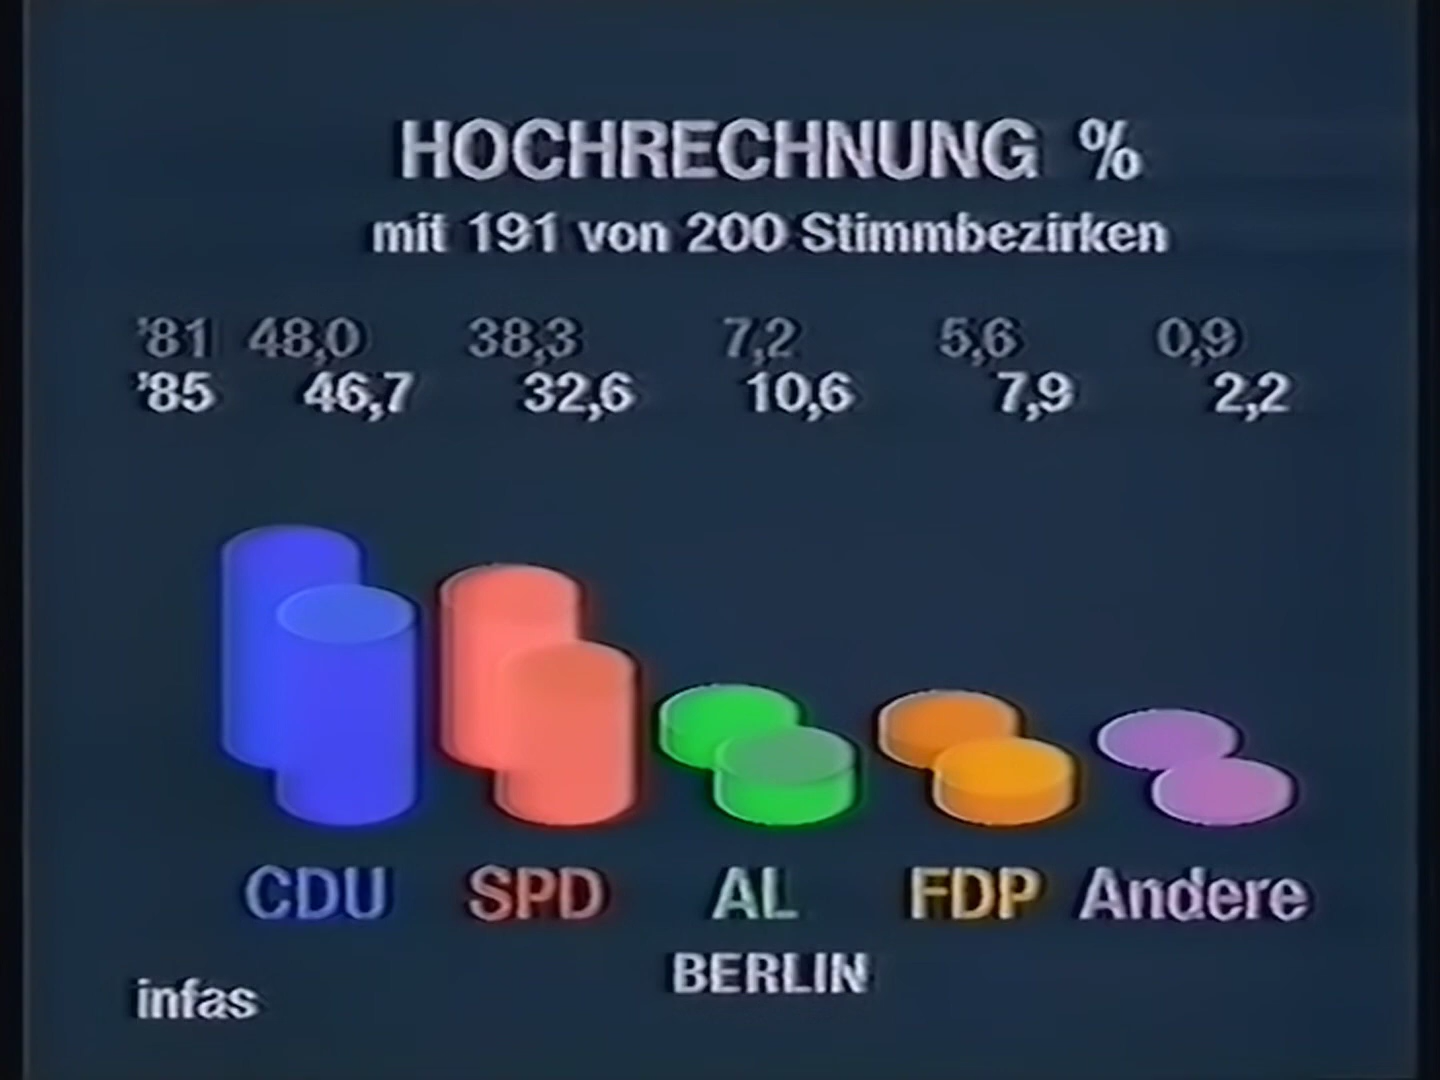 HOCHRECHNUNG %
mit 191 von 200 Stimmbezirken
'81 48,0 38,3 7,2 5,6 0,9
'85 46,7 32,6 10,6 7,9 2,2
CDU SPD AL FDP Andere
BERLIN
infas